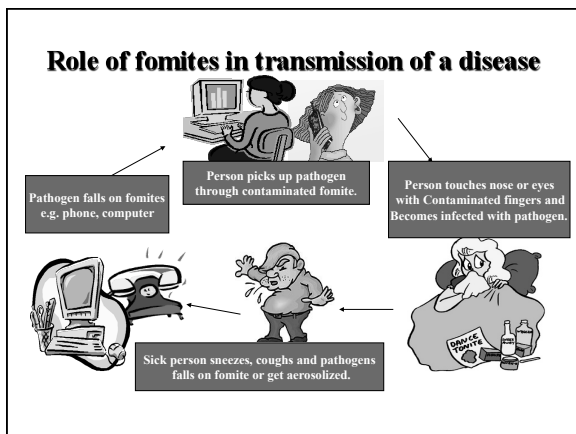 Role of fomites in transmission of a disease
Person picks up pathogen
through contaminated fomite.
Pathogen falls on fomites
e.g. phone, computer
Person touches nose or eyes
with Contaminated fingers and
Becomes infected with pathogen.
Sick person sneezes, coughs and pathogens
falls on fomite or get aerosolized.
DANCE
TONITE